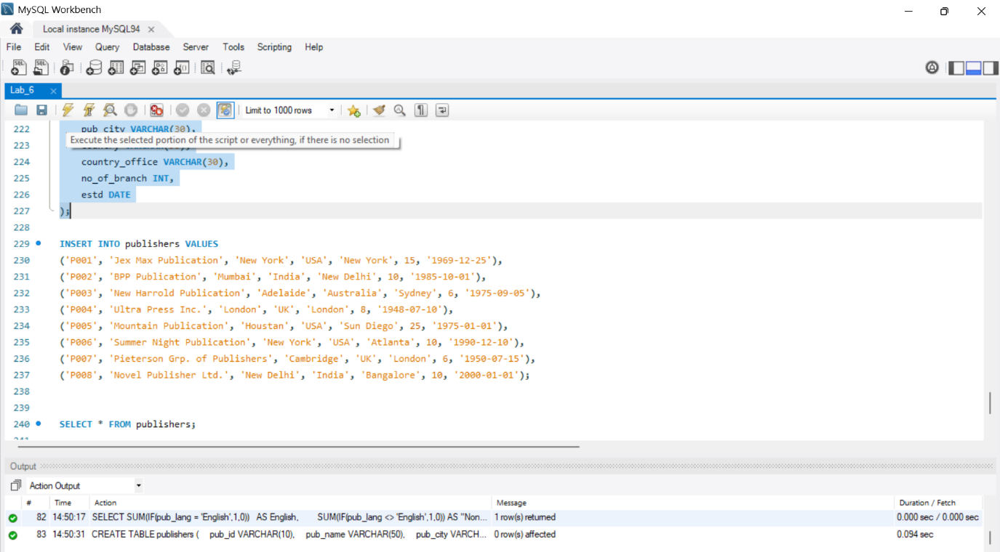 MySQL Workbench
Local instance MySQL94
File Edit View Query Database Server Tools Scripting Help
Lab_6
Limit to 1000 rows
222 pub_city VARCHAR(30),
Execute the selected portion of the script or everything, if there is no selection
223
224 country_office VARCHAR(30),
225 no_of_branch INT,
226 estd DATE
227 );
228
229 INSERT INTO publishers VALUES
230 ('P001', 'Jex Max Publication', 'New York', 'USA', 'New York', 15, '1969-12-25'),
231 ('P002', 'BPP Publication', 'Mumbai', 'India', 'New Delhi', 10, '1985-10-01'),
232 ('P003', 'New Harrold Publication', 'Adelaide', 'Australia', 'Sydney', 6, '1975-09-05'),
233 ('P004', 'Ultra Press Inc.', 'London', 'UK', 'London', 8, '1948-07-10'),
234 ('P005', 'Mountain Publication', 'Houstan', 'USA', 'Sun Diego', 25, '1975-01-01'),
235 ('P006', 'Summer Night Publication', 'New York', 'USA', 'Atlanta', 10, '1990-12-10'),
236 ('P007', 'Pieterson Grp. of Publishers', 'Cambridge', 'UK', 'London', 6, '1950-07-15'),
237 ('P008', 'Novel Publisher Ltd.', 'New Delhi', 'India', 'Bangalore', 10, '2000-01-01');
238
239
240 SELECT * FROM publishers;
241
Output
Action Output
# Time Action Message Duration / Fetch
82 14:50:17 SELECT SUM(IF(pub_lang = 'English',1,0)) AS English, SUM(IF(pub_lang <> 'English',1,0)) AS "Non... 1 row(s) returned 0.000 sec / 0.000 sec
83 14:50:31 CREATE TABLE publishers ( pub_id VARCHAR(10), pub_name VARCHAR(50), pub_city VARCH... 0 row(s) affected 0.094 sec